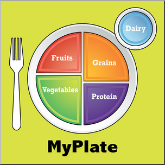 Dairy
Fruits
Grains
Vegetables
Protein
MyPlate